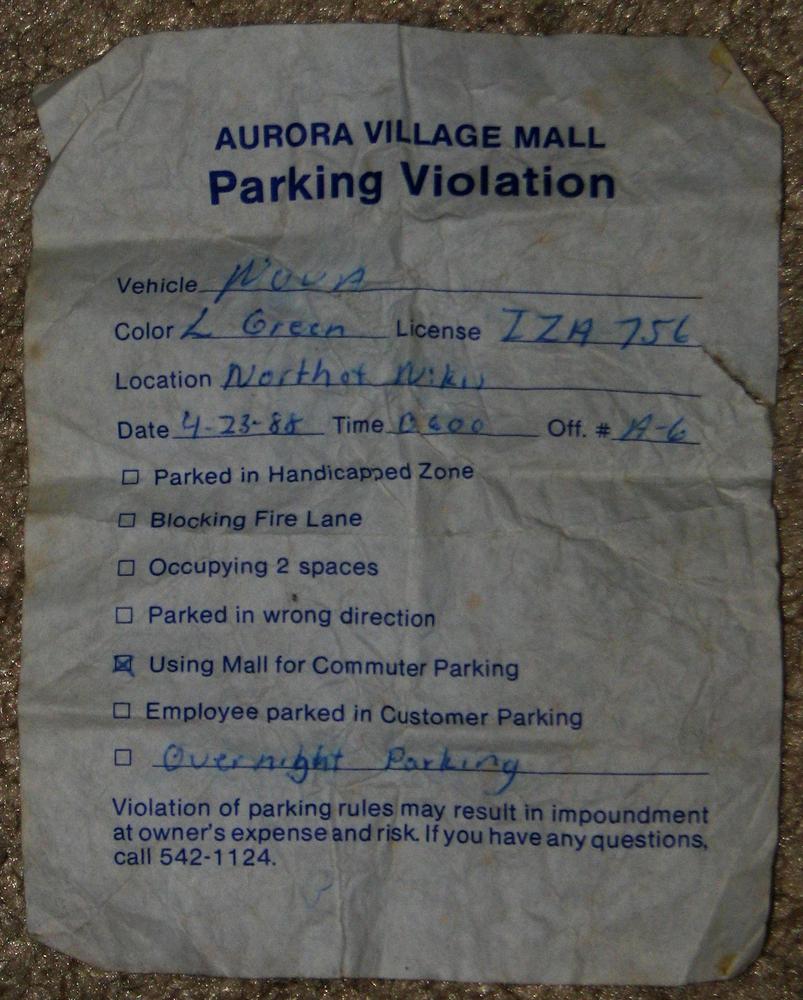 AURORA VILLAGE MALL
Parking Violation
Vehicle NOVA
Color L Green License IZA 756
Location North of
Date 4-23-88 Time 0600 Off. # A-6
☐ Parked in Handicapped Zone
☐ Blocking Fire Lane
☐ Occupying 2 spaces
☐ Parked in wrong direction
☒ Using Mall for Commuter Parking
☐ Employee parked in Customer Parking
☐ Overnight Parking
Violation of parking rules may result in impoundment
at owner's expense and risk. If you have any questions,
call 542-1124.